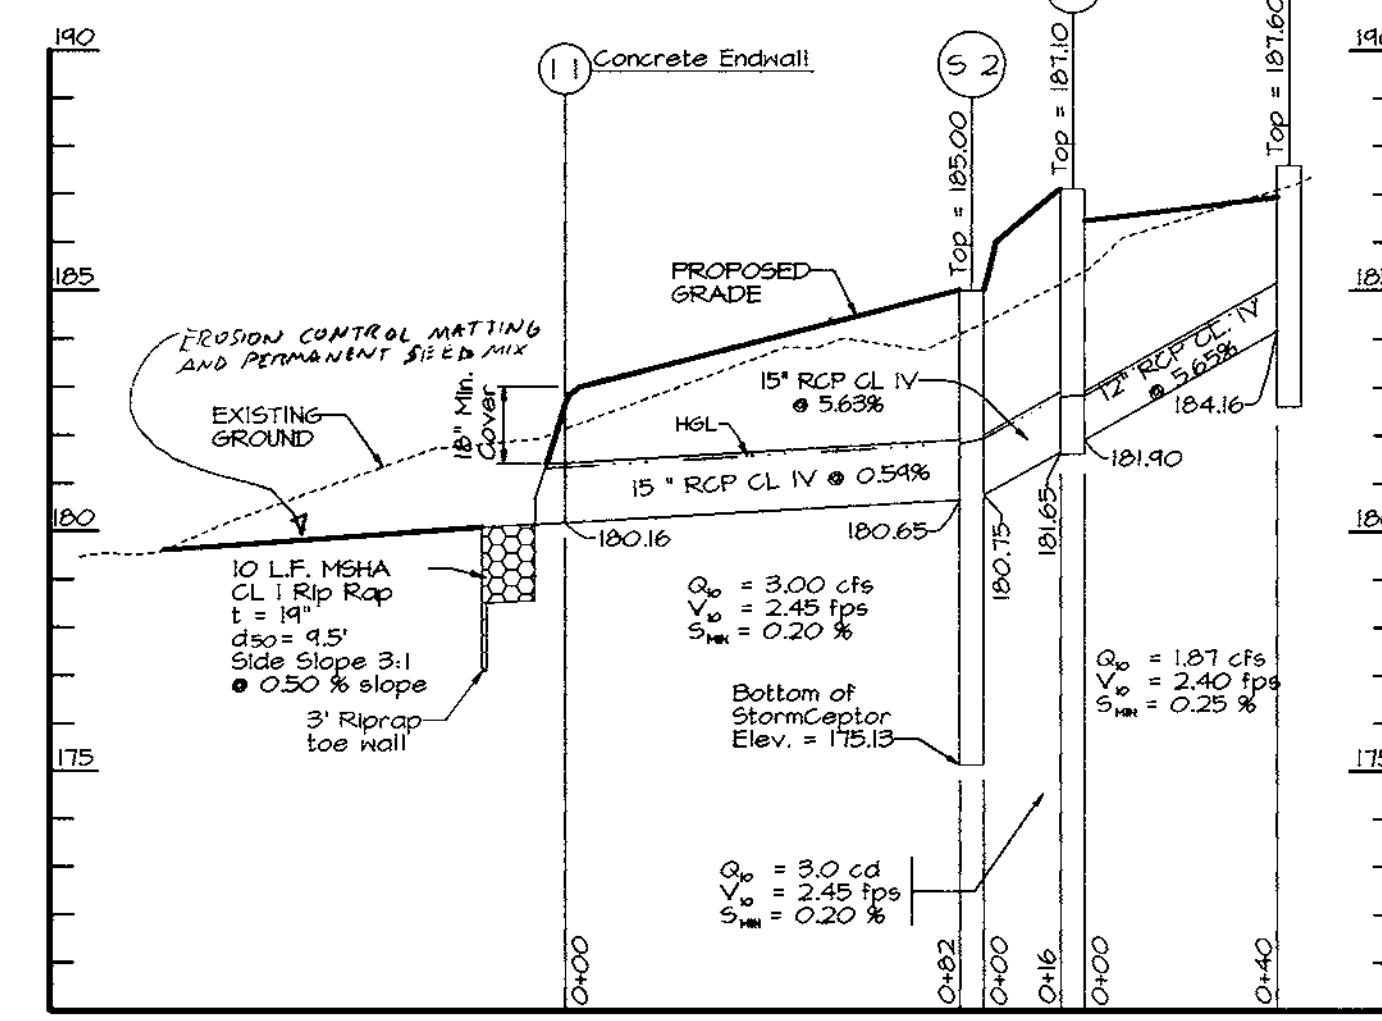 190
I 1
Concrete Endwall
S 2
Top = 185.00
Top = 187.10
Top = 187.60
185
PROPOSED
GRADE
EROSION CONTROL MATTING
AND PERMANENT SEED MIX
EXISTING
GROUND
18" Min.
Cover
HGL
15" RCP CL IV
@ 5.63%
12" RCP CL. IV
@ 5.65%
184.16
181.90
15 " RCP CL IV @ 0.59%
180
180.16
180.65
180.75
181.65
10 L.F. MSHA
CL I Rip Rap
t = 19"
d50 = 9.5'
Side Slope 3:1
@ 0.50 % slope
3' Riprap
toe wall
Q10 = 3.00 cfs
V10 = 2.45 fps
SMIN = 0.20 %
Bottom of
StormCeptor
Elev. = 175.13
Q10 = 1.87 cfs
V10 = 2.40 fps
SMIN = 0.25 %
175
Q10 = 3.0 cd
V10 = 2.45 fps
SMIN = 0.20 %
0+00
0+82
0+00
0+16
0+00
0+40